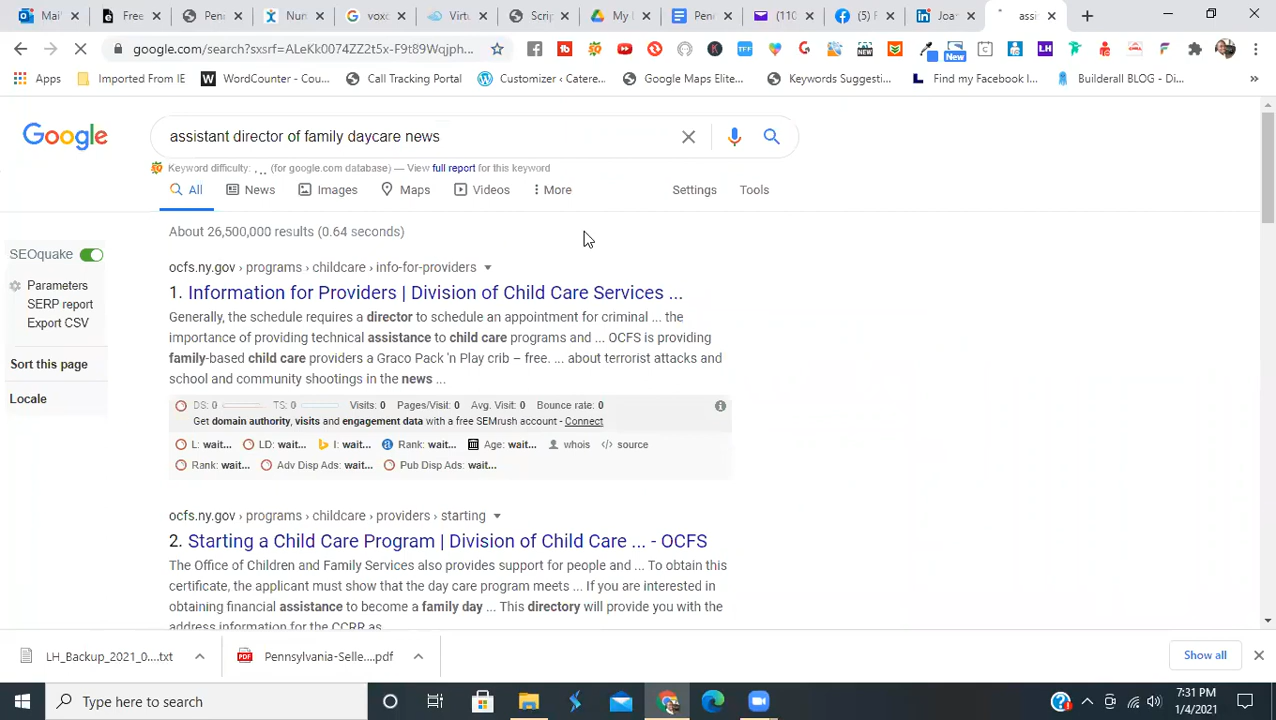 Mail
Free
Pen
Nun
voxo
Virtu
Scrip
My I
Penn
(110
(5) F
Joa
assi
google.com/search?sxsrf=ALeKk0074ZZ2t5x-F9t89Wqjph...
New
Apps
Imported From IE
WordCounter - Cou...
Call Tracking Portal
Customizer ‹ Catere...
Google Maps Elite...
Keywords Suggesti...
Find my Facebook I...
Builderall BLOG - Di...
»
Google
assistant director of family daycare news
Keyword difficulty: , .. (for google.com database) — View full report for this keyword
All
News
Images
Maps
Videos
More
Settings
Tools
About 26,500,000 results (0.64 seconds)
SEOquake
Parameters
SERP report
Export CSV
Sort this page
Locale
ocfs.ny.gov › programs › childcare › info-for-providers
1. Information for Providers | Division of Child Care Services ...
Generally, the schedule requires a director to schedule an appointment for criminal ... the
importance of providing technical assistance to child care programs and ... OCFS is providing
family-based child care providers a Graco Pack 'n Play crib – free. ... about terrorist attacks and
school and community shootings in the news ...
DS: 0 TS: 0 Visits: 0 Pages/Visit: 0 Avg. Visit: 0 Bounce rate: 0
Get domain authority, visits and engagement data with a free SEMrush account - Connect
L: wait... LD: wait... I: wait... Rank: wait... Age: wait... whois </> source
Rank: wait... Adv Disp Ads: wait... Pub Disp Ads: wait...
ocfs.ny.gov › programs › childcare › providers › starting
2. Starting a Child Care Program | Division of Child Care ... - OCFS
The Office of Children and Family Services also provides support for people and ... To obtain this
certificate, the applicant must show that the day care program meets ... If you are interested in
obtaining financial assistance to become a family day ... This directory will provide you with the
address information for the CCRR as
LH_Backup_2021_0....txt
Pennsylvania-Selle....pdf
Show all
Type here to search
7:31 PM
1/4/2021